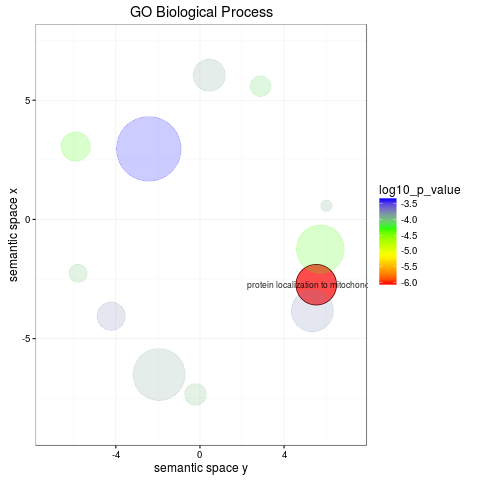 GO Biological Process
semantic space x
5
0
-5
protein localization to mitochond
-4
0
4
semantic space y
log10_p_value
-3.5
-4.0
-4.5
-5.0
-5.5
-6.0